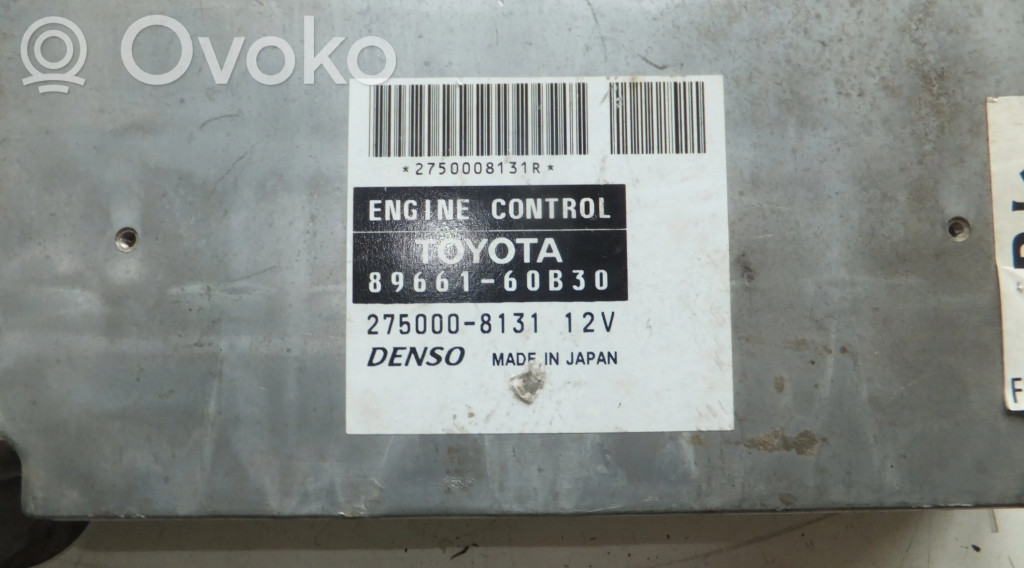 Ovoko
*2750008131R*
ENGINE CONTROL
TOYOTA
89661-60B30
275000-8131 12V
DENSO MADE IN JAPAN
F